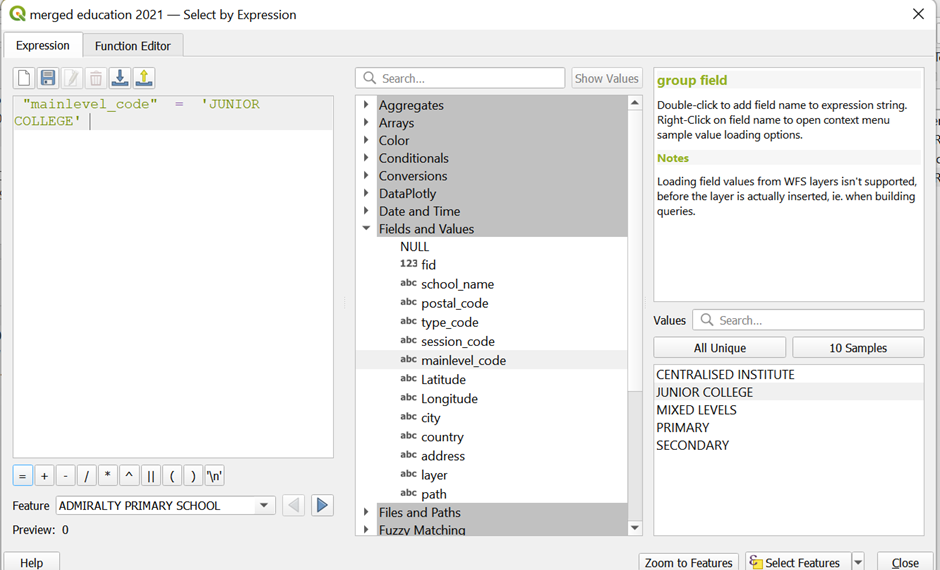 merged education 2021 — Select by Expression
Expression
Function Editor
"mainlevel_code" = 'JUNIOR
COLLEGE'
= + - / * ^ || ( ) '\n'
Feature ADMIRALTY PRIMARY SCHOOL
Preview: 0
Help
Search...
Show Values
Aggregates
Arrays
Color
Conditionals
Conversions
DataPlotly
Date and Time
Fields and Values
NULL
123 fid
abc school_name
abc postal_code
abc type_code
abc session_code
abc mainlevel_code
abc Latitude
abc Longitude
abc city
abc country
abc address
abc layer
abc path
Files and Paths
Fuzzy Matching
group field
Double-click to add field name to expression string.
Right-Click on field name to open context menu
sample value loading options.
Notes
Loading field values from WFS layers isn't supported,
before the layer is actually inserted, ie. when building
queries.
Values Search...
All Unique
10 Samples
CENTRALISED INSTITUTE
JUNIOR COLLEGE
MIXED LEVELS
PRIMARY
SECONDARY
Zoom to Features
Select Features
Close